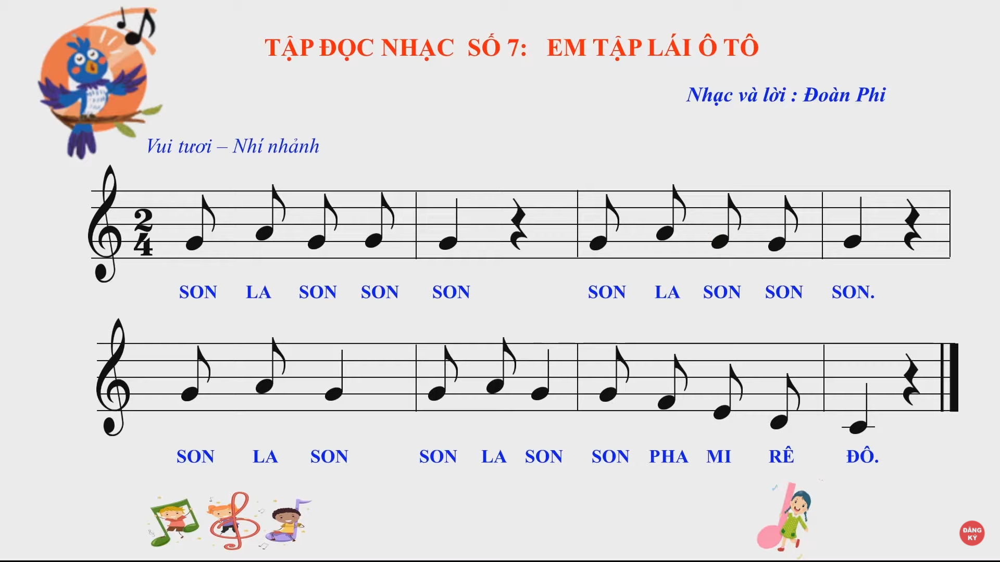 TẬP ĐỌC NHẠC SỐ 7: EM TẬP LÁI Ô TÔ
Nhạc và lời : Đoàn Phi
Vui tươi – Nhí nhảnh
2
4
SON LA SON SON SON SON LA SON SON SON.
SON LA SON SON LA SON SON PHA MI RÊ ĐÔ.
ĐĂNG
KÝ